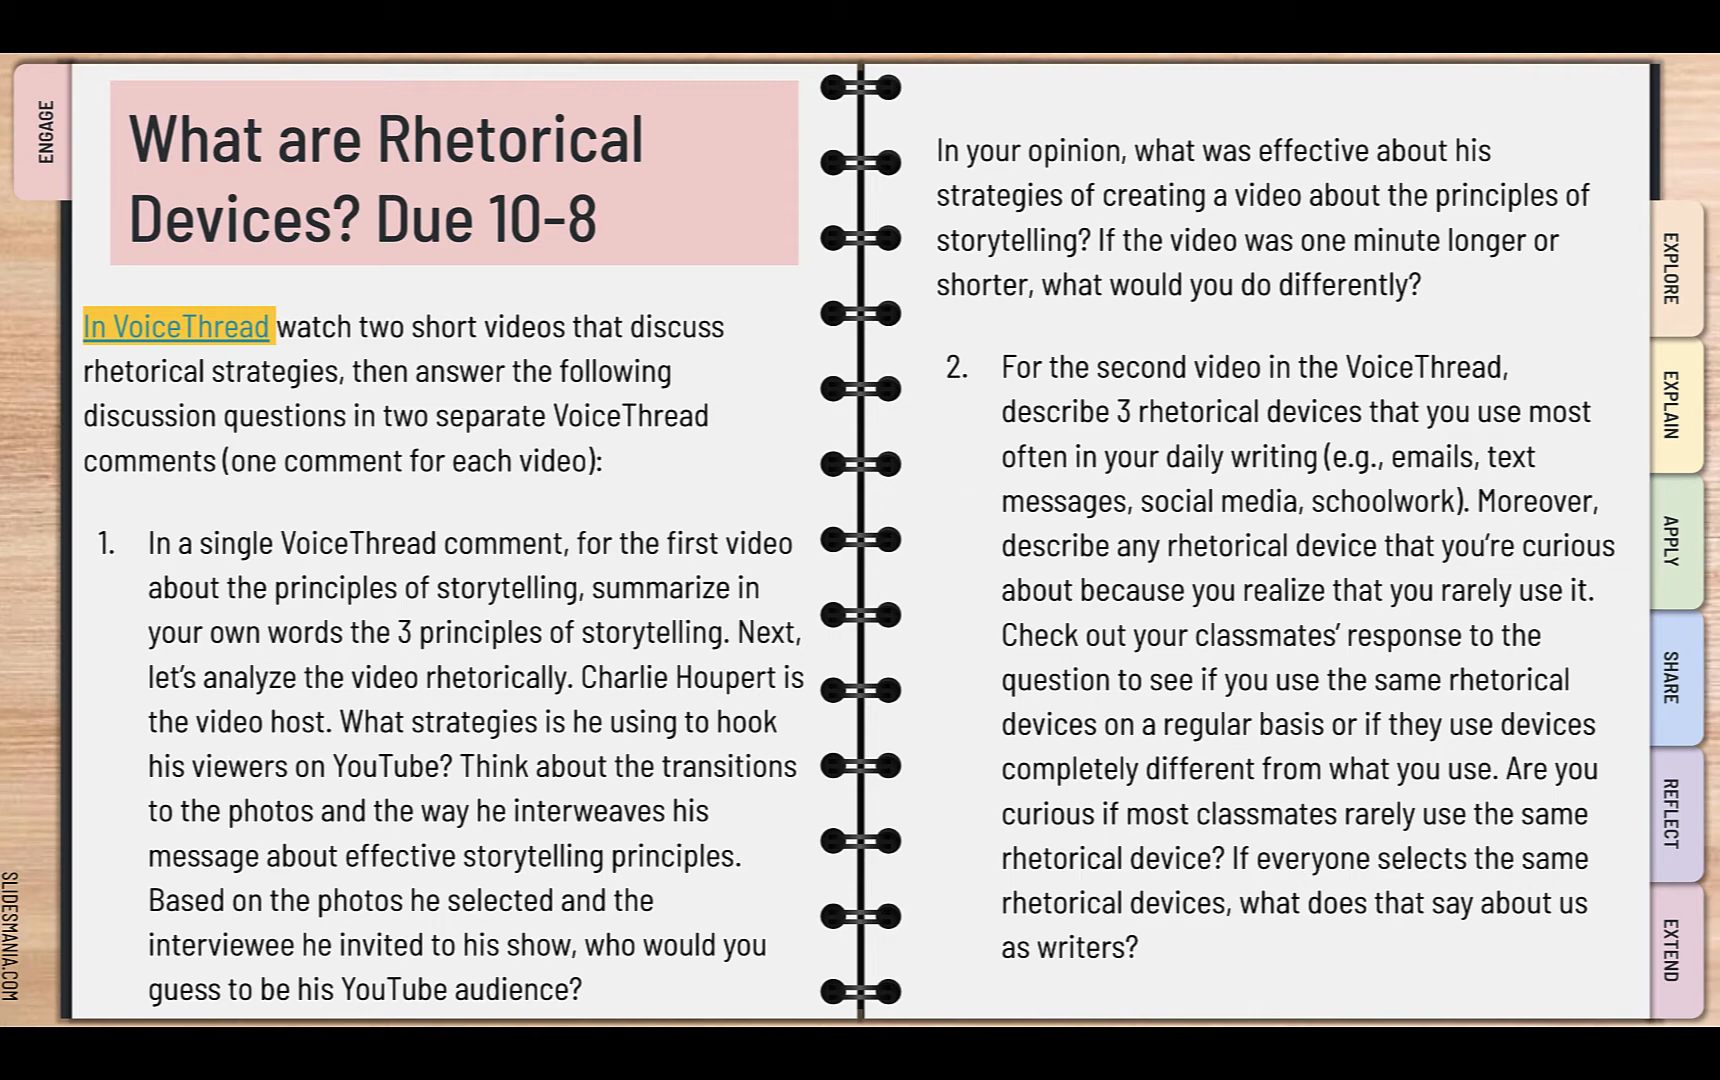 ENGAGE
What are Rhetorical
Devices? Due 10-8
In VoiceThread watch two short videos that discuss
rhetorical strategies, then answer the following
discussion questions in two separate VoiceThread
comments (one comment for each video):
1. In a single VoiceThread comment, for the first video
about the principles of storytelling, summarize in
your own words the 3 principles of storytelling. Next,
let's analyze the video rhetorically. Charlie Houpert is
the video host. What strategies is he using to hook
his viewers on YouTube? Think about the transitions
to the photos and the way he interweaves his
message about effective storytelling principles.
Based on the photos he selected and the
interviewee he invited to his show, who would you
guess to be his YouTube audience?
In your opinion, what was effective about his
strategies of creating a video about the principles of
storytelling? If the video was one minute longer or
shorter, what would you do differently?
2. For the second video in the VoiceThread,
describe 3 rhetorical devices that you use most
often in your daily writing (e.g., emails, text
messages, social media, schoolwork). Moreover,
describe any rhetorical device that you're curious
about because you realize that you rarely use it.
Check out your classmates' response to the
question to see if you use the same rhetorical
devices on a regular basis or if they use devices
completely different from what you use. Are you
curious if most classmates rarely use the same
rhetorical device? If everyone selects the same
rhetorical devices, what does that say about us
as writers?
EXPLORE
EXPLAIN
APPLY
SHARE
REFLECT
EXTEND
SLIDESMANIA.COM